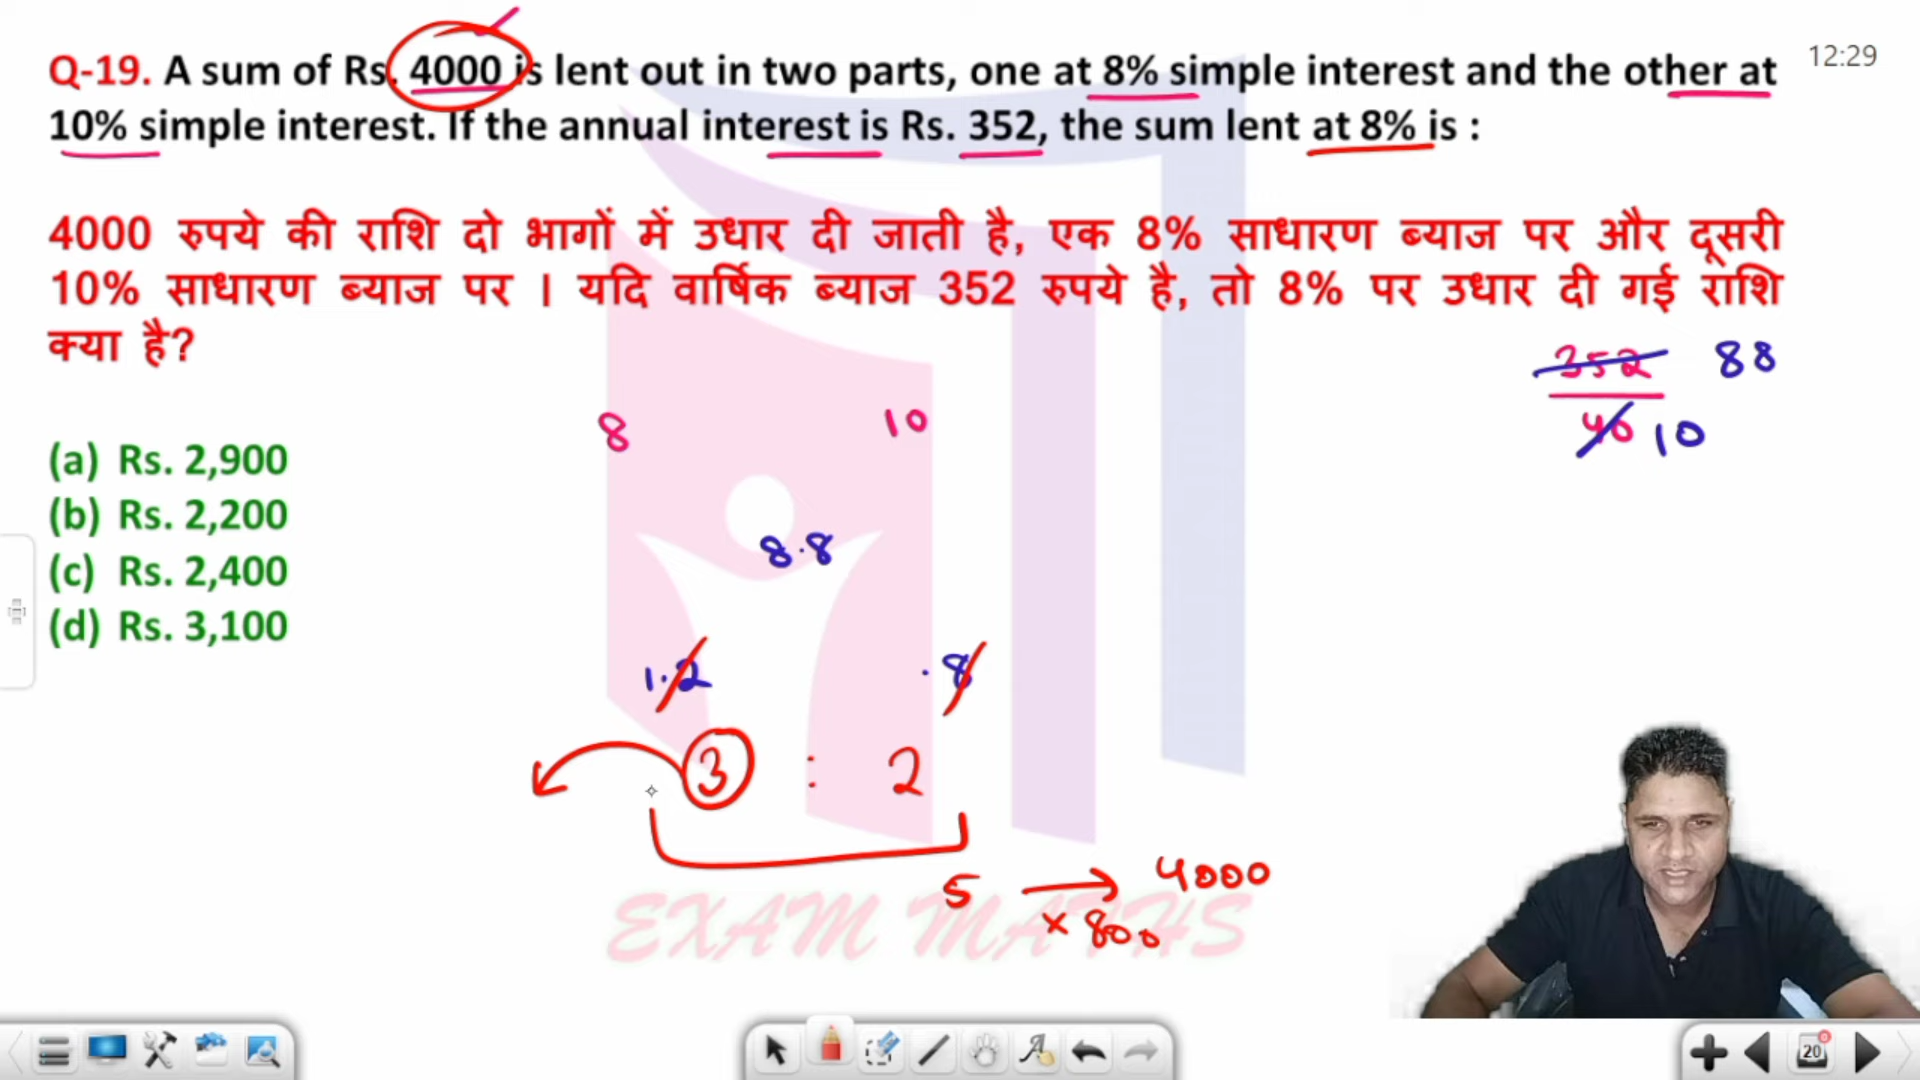 12:29
Q-19. A sum of Rs. 4000 is lent out in two parts, one at 8% simple interest and the other at
10% simple interest. If the annual interest is Rs. 352, the sum lent at 8% is :
4000 रुपये की राशि दो भागों में उधार दी जाती है, एक 8% साधारण ब्याज पर और दूसरी
10% साधारण ब्याज पर । यदि वार्षिक ब्याज 352 रुपये है, तो 8% पर उधार दी गई राशि
क्या है?
352 88
40 10
8 10
(a) Rs. 2,900
(b) Rs. 2,200
(c) Rs. 2,400
(d) Rs. 3,100
8.8
1.2 .8
3 : 2
5 → 4000
× 800
EXAM MATHS
20